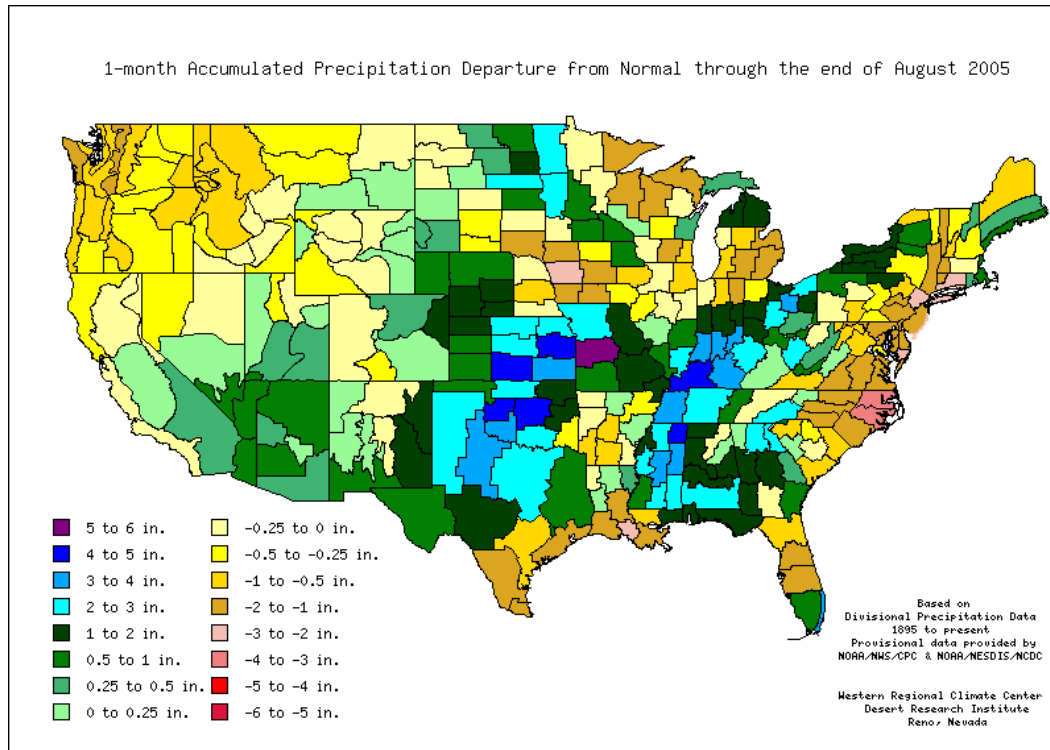 1-month Accumulated Precipitation Departure from Normal through the end of August 2005
5 to 6 in.
4 to 5 in.
3 to 4 in.
2 to 3 in.
1 to 2 in.
0.5 to 1 in.
0.25 to 0.5 in.
0 to 0.25 in.
-0.25 to 0 in.
-0.5 to -0.25 in.
-1 to -0.5 in.
-2 to -1 in.
-3 to -2 in.
-4 to -3 in.
-5 to -4 in.
-6 to -5 in.
Based on
Divisional Precipitation Data
1895 to present
Provisional data provided by
NOAA/NWS/CPC & NOAA/NESDIS/NCDC
Western Regional Climate Center
Desert Research Institute
Reno, Nevada